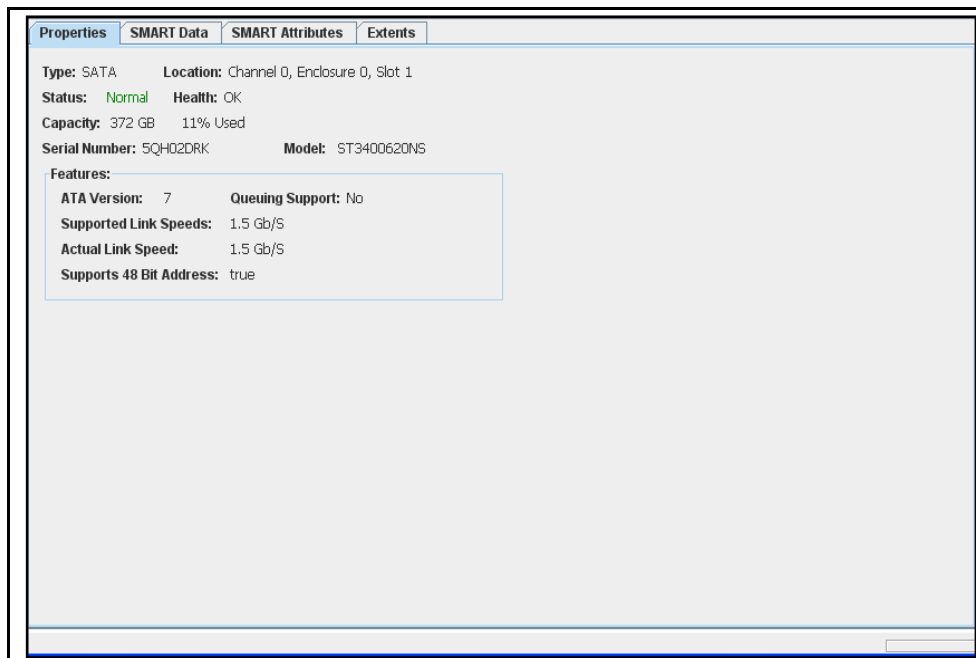 Properties SMART Data SMART Attributes Extents
Type: SATA Location: Channel 0, Enclosure 0, Slot 1
Status: Normal Health: OK
Capacity: 372 GB 11% Used
Serial Number: 5QH02DRK Model: ST3400620NS
Features:
ATA Version: 7 Queuing Support: No
Supported Link Speeds: 1.5 Gb/S
Actual Link Speed: 1.5 Gb/S
Supports 48 Bit Address: true